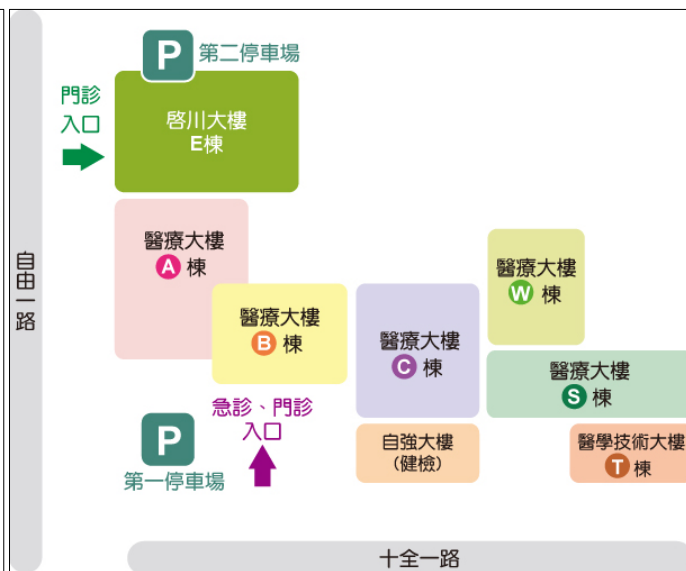 P 第二停車場
門診
入口
啓川大樓
E棟
醫療大樓
A 棟
醫療大樓
W 棟
自由一路
醫療大樓
B 棟
醫療大樓
C 棟
醫療大樓
S 棟
急診、門診
入口
P
第一停車場
自強大樓
(健檢)
醫學技術大樓
T 棟
十全一路